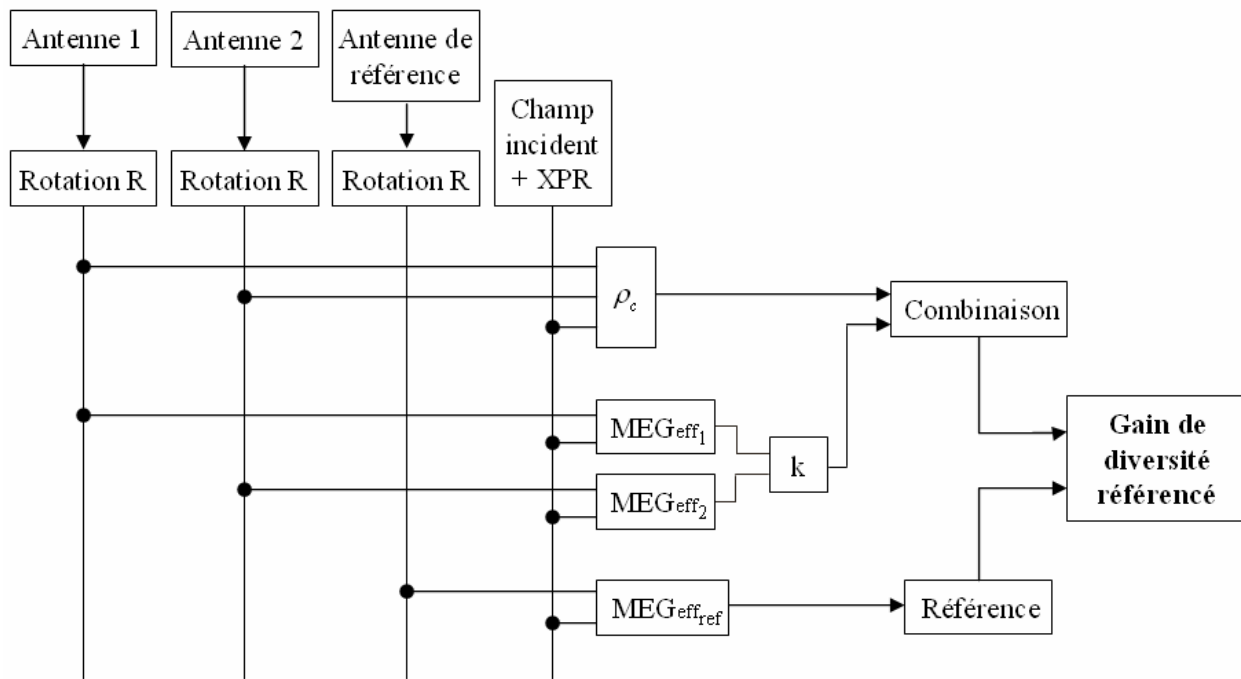 Antenne 1
Antenne 2
Antenne de
référence
Champ
incident
+ XPR
Rotation R
Rotation R
Rotation R
ρc
Combinaison
MEGeff1
k
MEGeff2
Gain de
diversité
référencé
MEGeffref
Référence